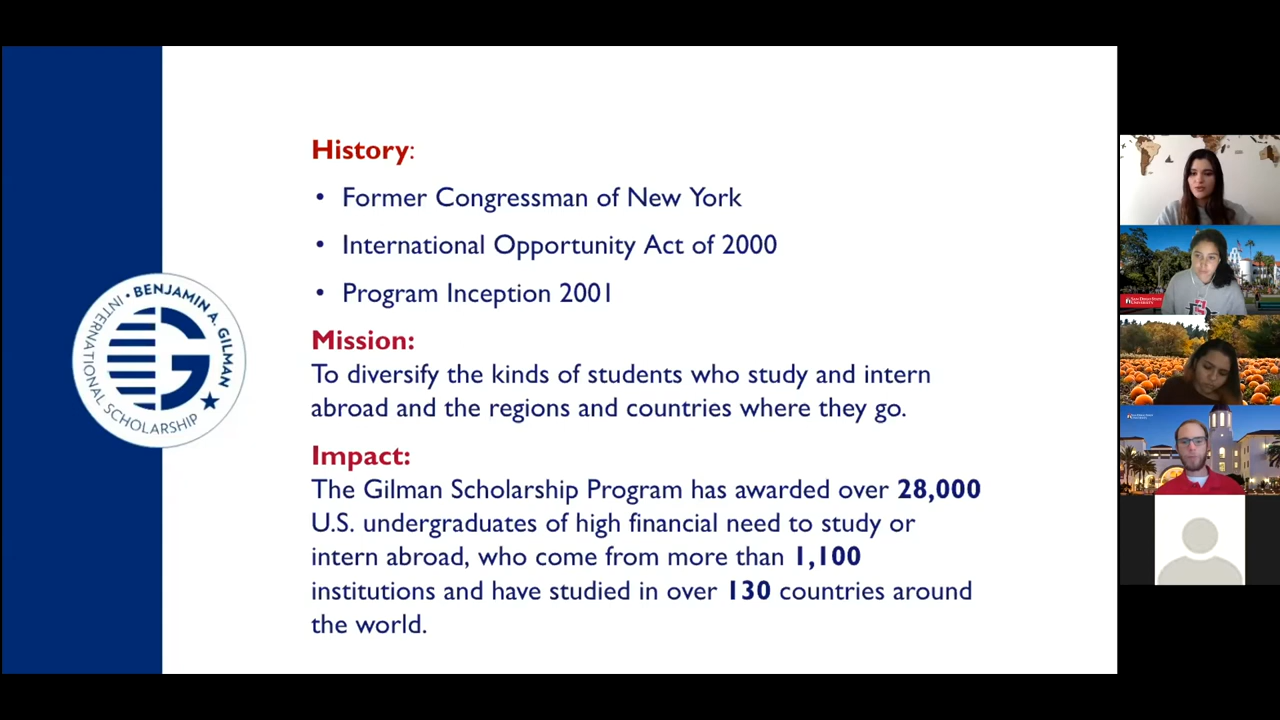 History:
• Former Congressman of New York
• International Opportunity Act of 2000
• Program Inception 2001
Mission:
To diversify the kinds of students who study and intern
abroad and the regions and countries where they go.
Impact:
The Gilman Scholarship Program has awarded over 28,000
U.S. undergraduates of high financial need to study or
intern abroad, who come from more than 1,100
institutions and have studied in over 130 countries around
the world.
BENJAMIN A. GILMAN
INTERNATIONAL SCHOLARSHIP
G
SAN DIEGO STATE
UNIVERSITY